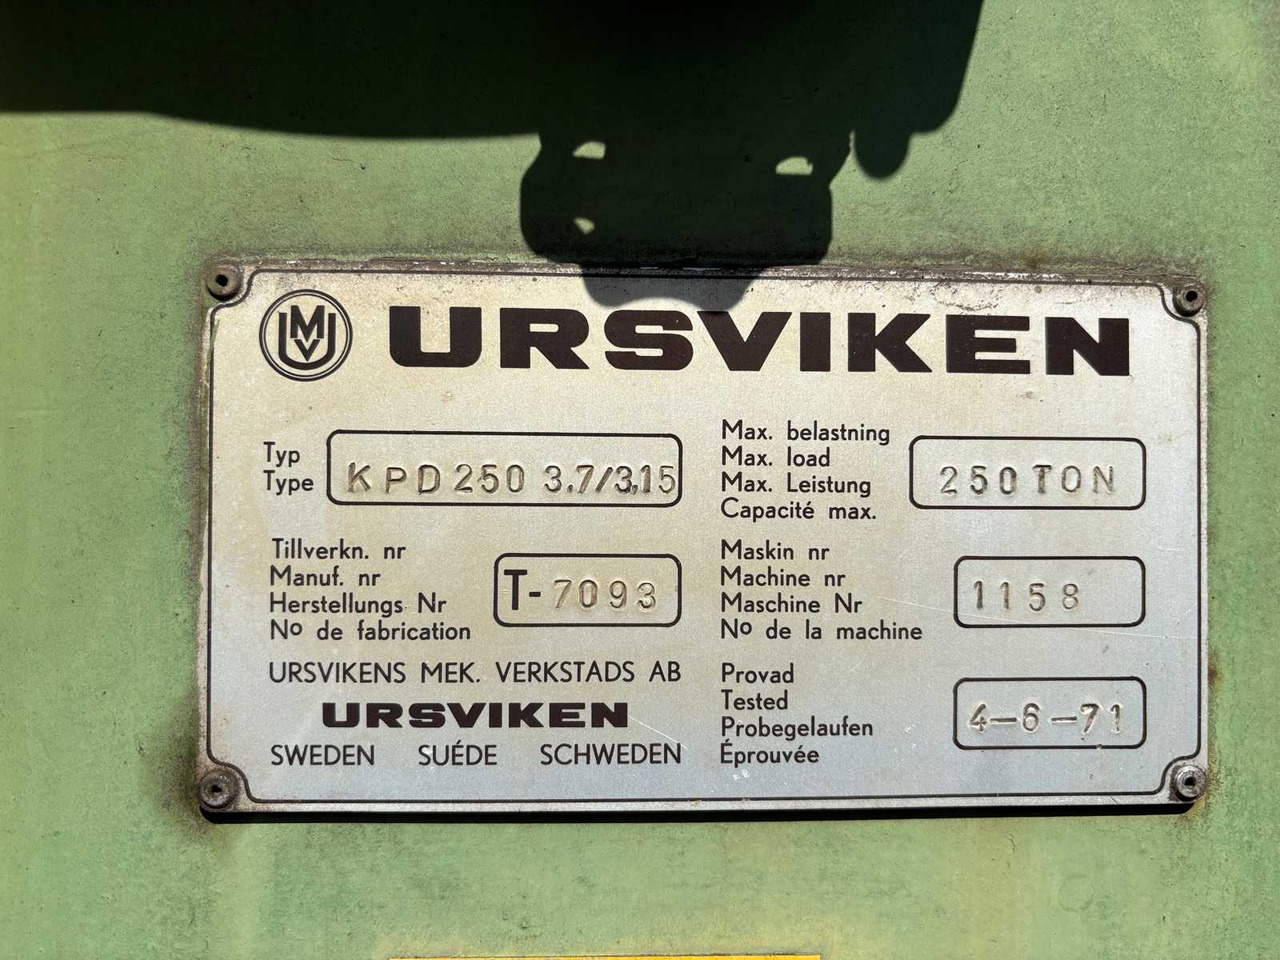 UMV URSVIKEN
Typ
Type KPD 250 3.7/3.15
Max. belastning
Max. load
Max. Leistung
Capacité max. 250 TON
Tillverkn. nr
Manuf. nr
Herstellungs Nr
No de fabrication T-7093
Maskin nr
Machine nr
Maschine Nr
No de la machine 1158
URSVIKENS MEK. VERKSTADS AB
URSVIKEN
SWEDEN SUÉDE SCHWEDEN
Provad
Tested
Probegelaufen
Éprouvée 4-6-71